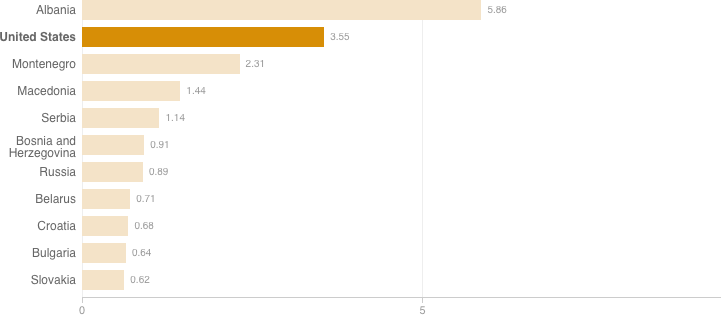 Albania 5.86
United States 3.55
Montenegro 2.31
Macedonia 1.44
Serbia 1.14
Bosnia and
Herzegovina 0.91
Russia 0.89
Belarus 0.71
Croatia 0.68
Bulgaria 0.64
Slovakia 0.62
0 5